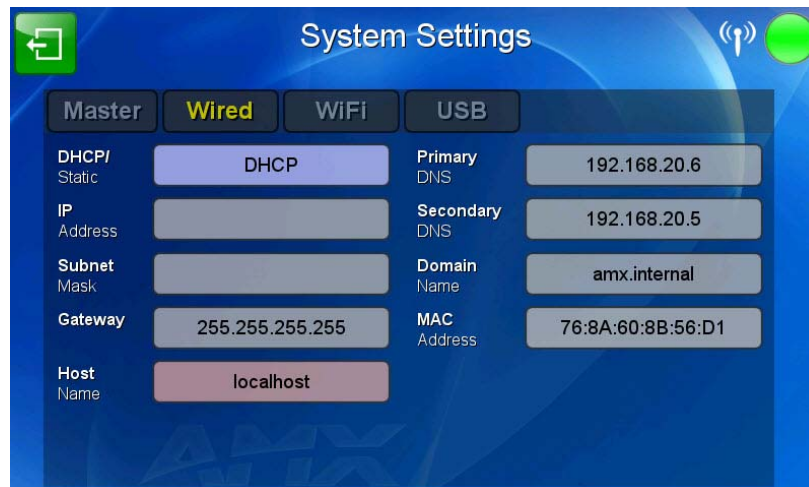 System Settings
Master Wired WiFi USB
DHCP/
Static
DHCP
Primary
DNS
192.168.20.6
IP
Address
Secondary
DNS
192.168.20.5
Subnet
Mask
Domain
Name
amx.internal
Gateway
255.255.255.255
MAC
Address
76:8A:60:8B:56:D1
Host
Name
localhost
AMX